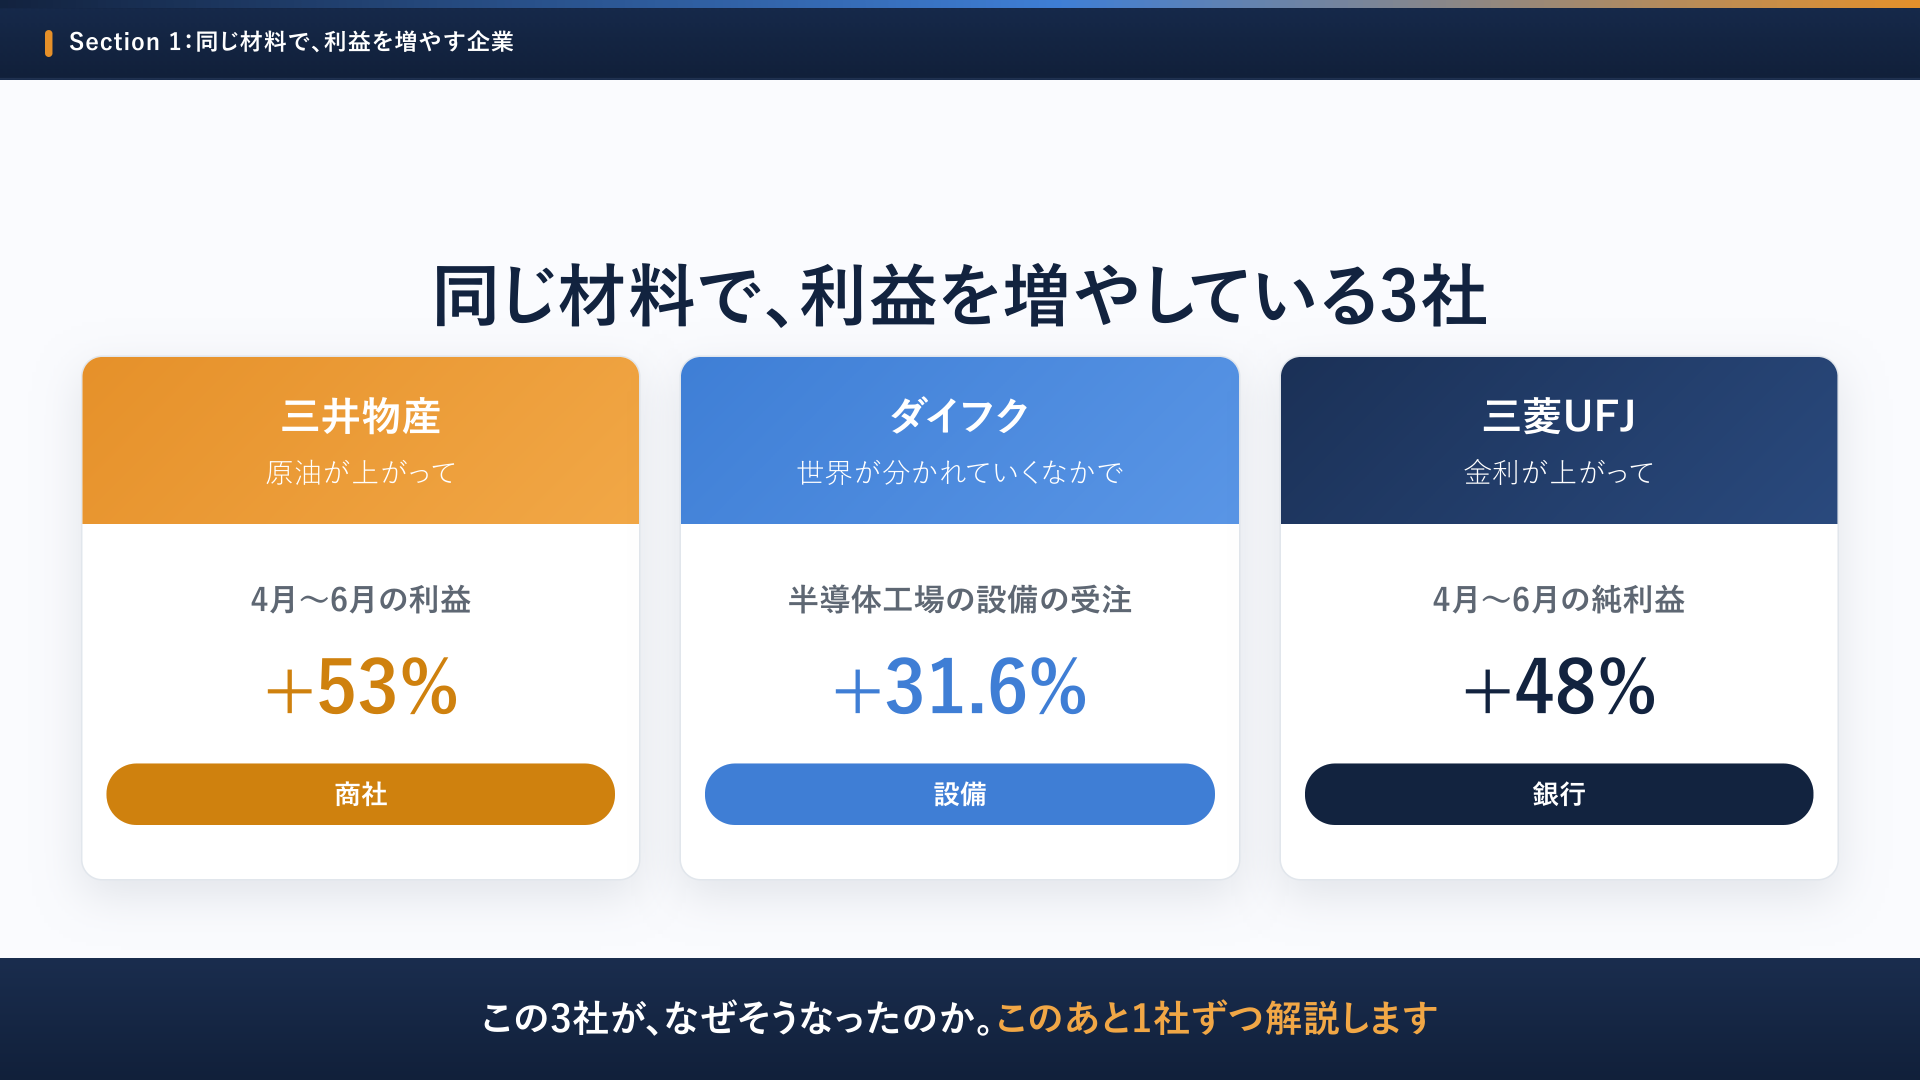 Section 1：同じ材料で、利益を増やす企業
同じ材料で、利益を増やしている3社
三井物産
原油が上がって
4月〜6月の利益
+53%
商社
ダイフク
世界が分かれていくなかで
半導体工場の設備の受注
+31.6%
設備
三菱UFJ
金利が上がって
4月〜6月の純利益
+48%
銀行
この3社が、なぜそうなったのか。このあと1社ずつ解説します